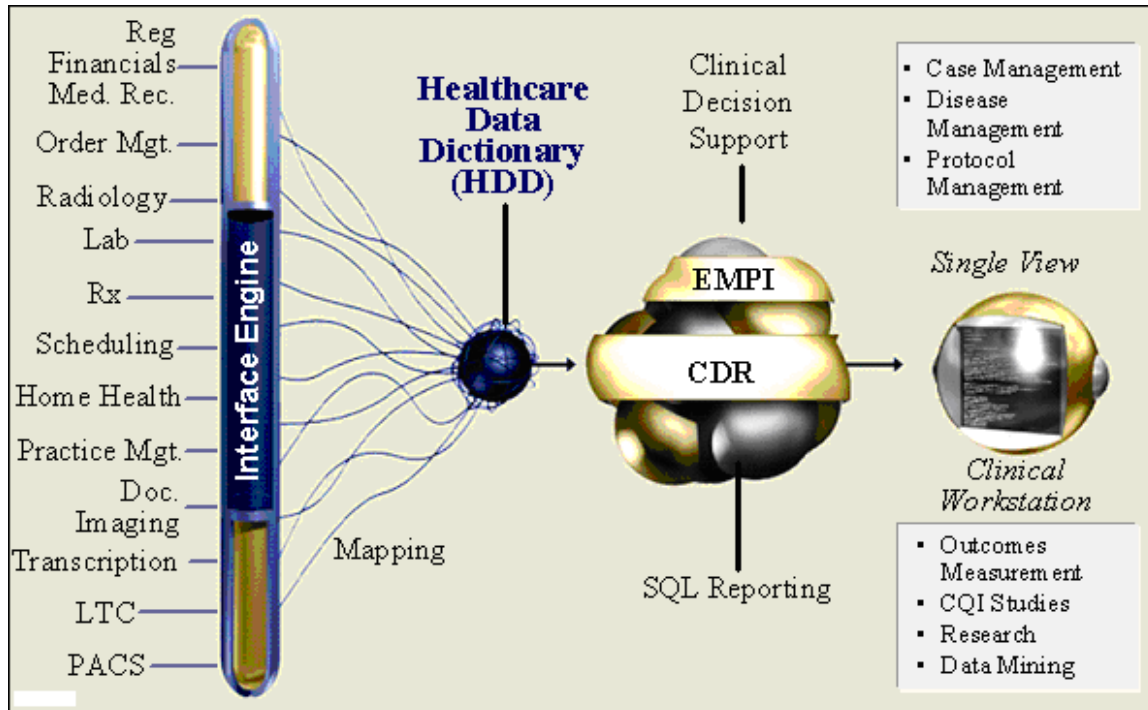 Reg
Financials
Med. Rec.
Order Mgt.
Radiology
Lab
Rx
Scheduling
Home Health
Practice Mgt.
Doc.
Imaging
Transcription
LTC
PACS
Interface Engine
Mapping
Healthcare
Data
Dictionary
(HDD)
Clinical
Decision
Support
EMPI
CDR
SQL Reporting
▪ Case Management
▪ Disease
Management
▪ Protocol
Management
Single View
Clinical
Workstation
▪ Outcomes
Measurement
▪ CQI Studies
▪ Research
▪ Data Mining